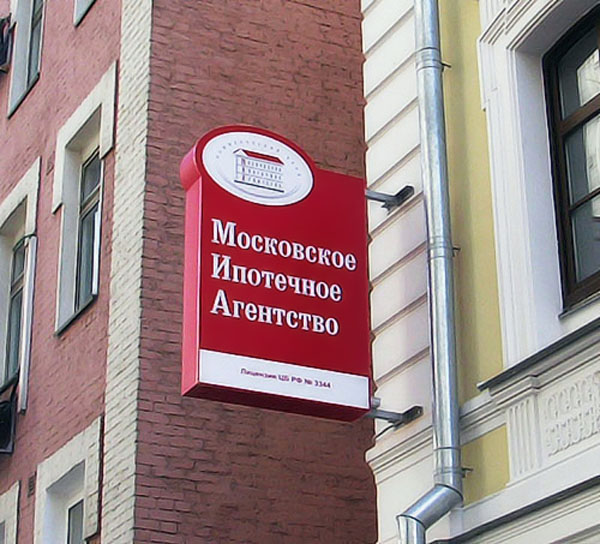 Московское
Ипотечное
Агентство
Лицензия ЦБ РФ № 3344